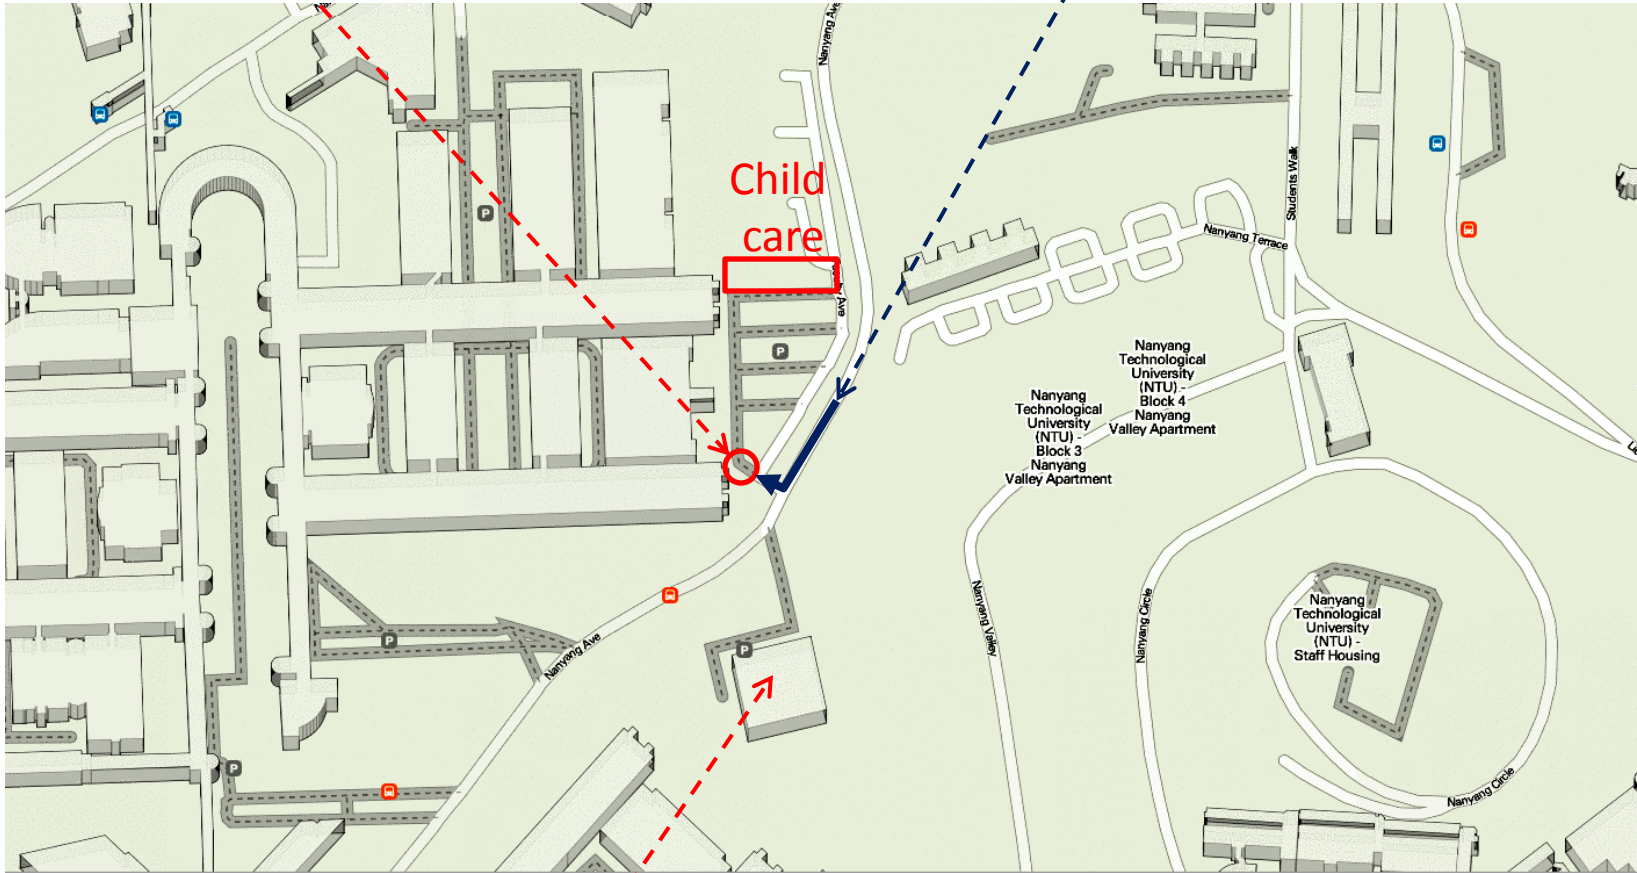 Nanyang Ave
Child
care
Ave
Students Walk
Nanyang Terrace
Nanyang
Technological
University
(NTU) -
Block 4
Nanyang
Valley Apartment
Nanyang
Technological
University
(NTU) -
Block 3
Nanyang
Valley Apartment
P
P
P
P
P
Nanyang Ave
Nanyang Valley
Nanyang Circle
Nanyang
Technological
University
(NTU) -
Staff Housing
Nanyang Circle